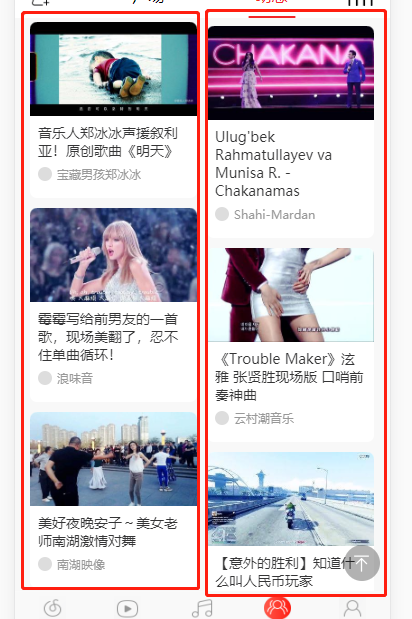 音乐人郑冰冰声援叙利
亚！原创歌曲《明天》
宝藏男孩郑冰冰
霉霉写给前男友的一首
歌，现场美翻了，忍不
住单曲循环！
浪味音
美好夜晚安子～美女老
师南湖激情对舞
南湖映像
CHAKANA
Ulug'bek
Rahmatullayev va
Munisa R. -
Chakanamas
Shahi-Mardan
《Trouble Maker》泫
雅 张贤胜现场版 口哨前
奏神曲
云村潮音乐
【意外的胜利】知道什
么叫人民币玩家